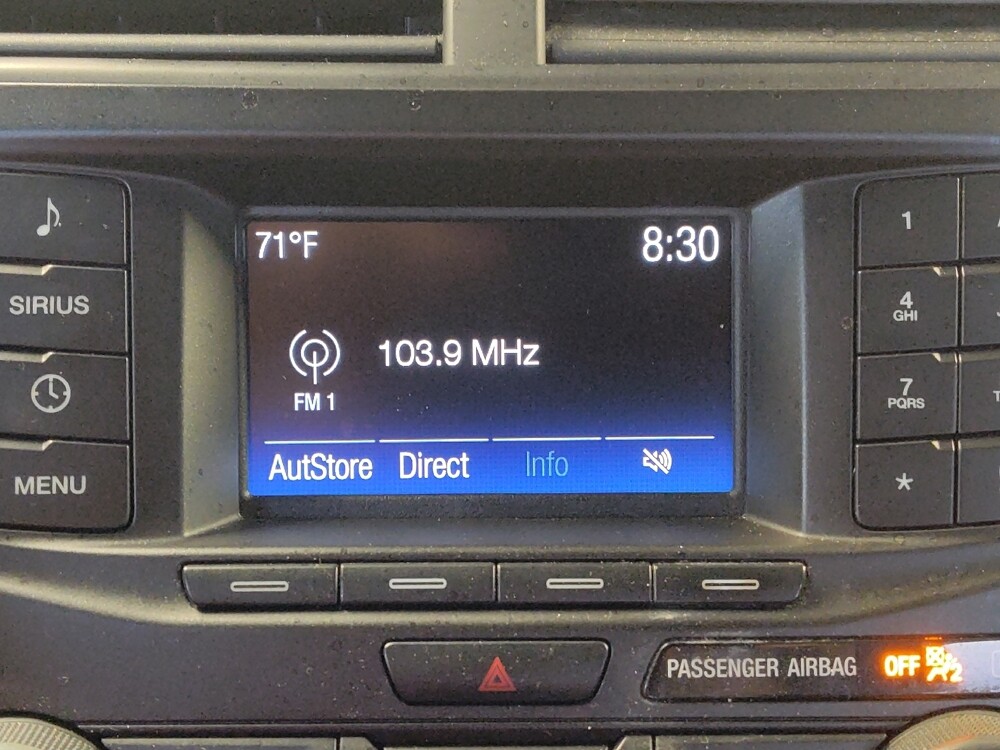 71°F
8:30
103.9 MHz
FM 1
AutStore Direct Info
SIRIUS
MENU
1
4
GHI
7
PQRS
*
PASSENGER AIRBAG OFF
2